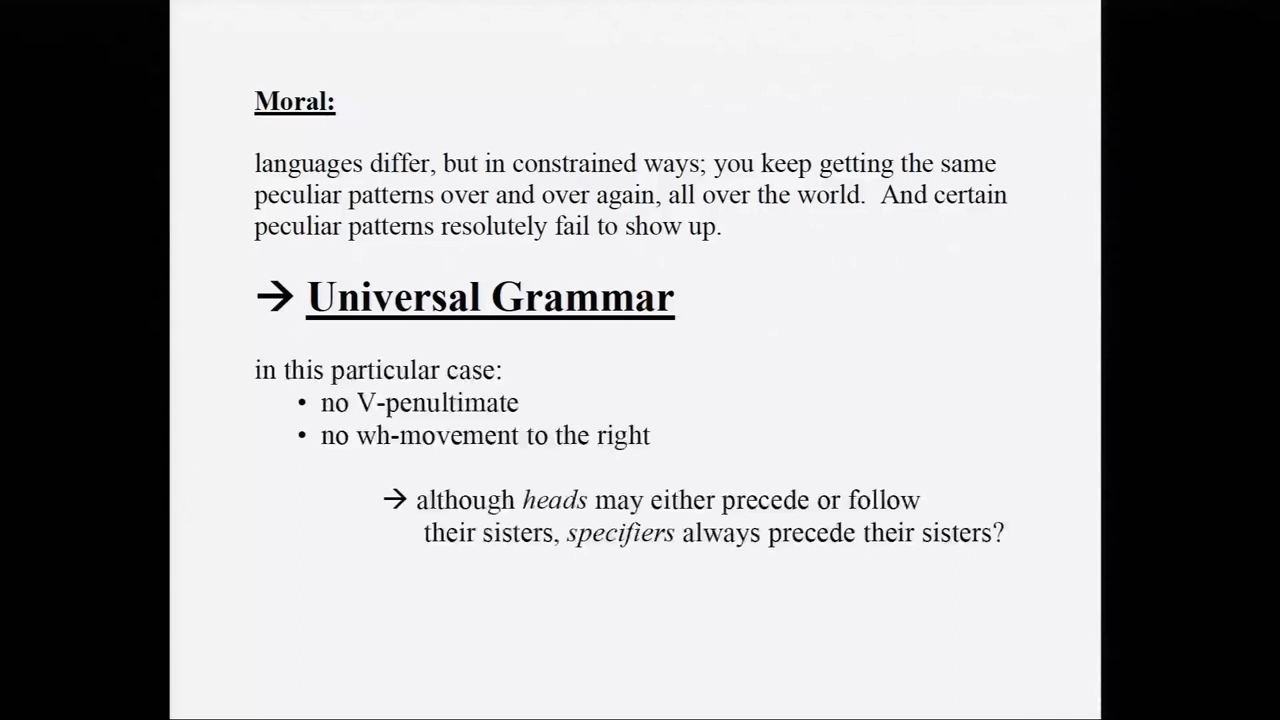 Moral:
languages differ, but in constrained ways; you keep getting the same
peculiar patterns over and over again, all over the world.  And certain
peculiar patterns resolutely fail to show up.
→ Universal Grammar
in this particular case:
• no V-penultimate
• no wh-movement to the right
→ although heads may either precede or follow
their sisters, specifiers always precede their sisters?